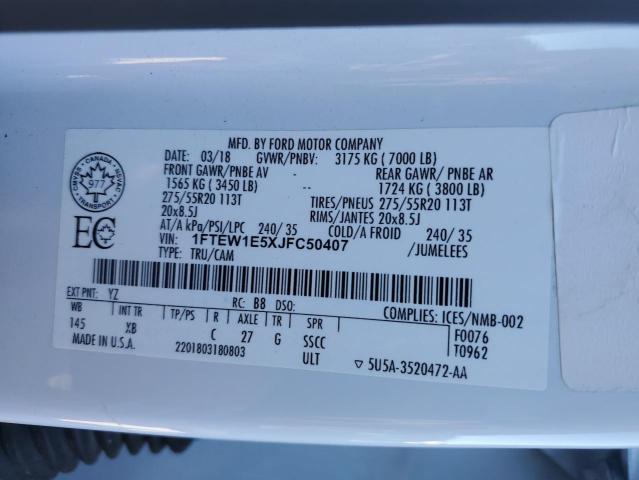 MFD. BY FORD MOTOR COMPANY
DATE: 03/18 GVWR/PNBV: 3175 KG ( 7000 LB)
FRONT GAWR/PNBE AV -- REAR GAWR/ PNBE AR
1565 KG ( 3450 LB) 1724 KG ( 3800 LB)
275/55R20 113T TIRES/PNEUS 275/55R20 113T
20x8.5J RIMS/JANTES 20x8.5J
AT/A kPa/PSI/LPC 240/ 35 COLD/A FROID 240/ 35
VIN: 1FTEW1E5XJFC50407 /JUMELEES
TYPE: TRU/CAM
CANADA
977
TRANSPORT
EC
EXT PNT: YZ RC: B8 DSO: COMPLIES: ICES/NMB-002
WB INT TR TP/PS R AXLE TR SPR F0076
145 XB C 27 G SSCC T0962
MADE IN U.S.A. 2201803180803 ULT ▽ 5U5A-3520472-AA